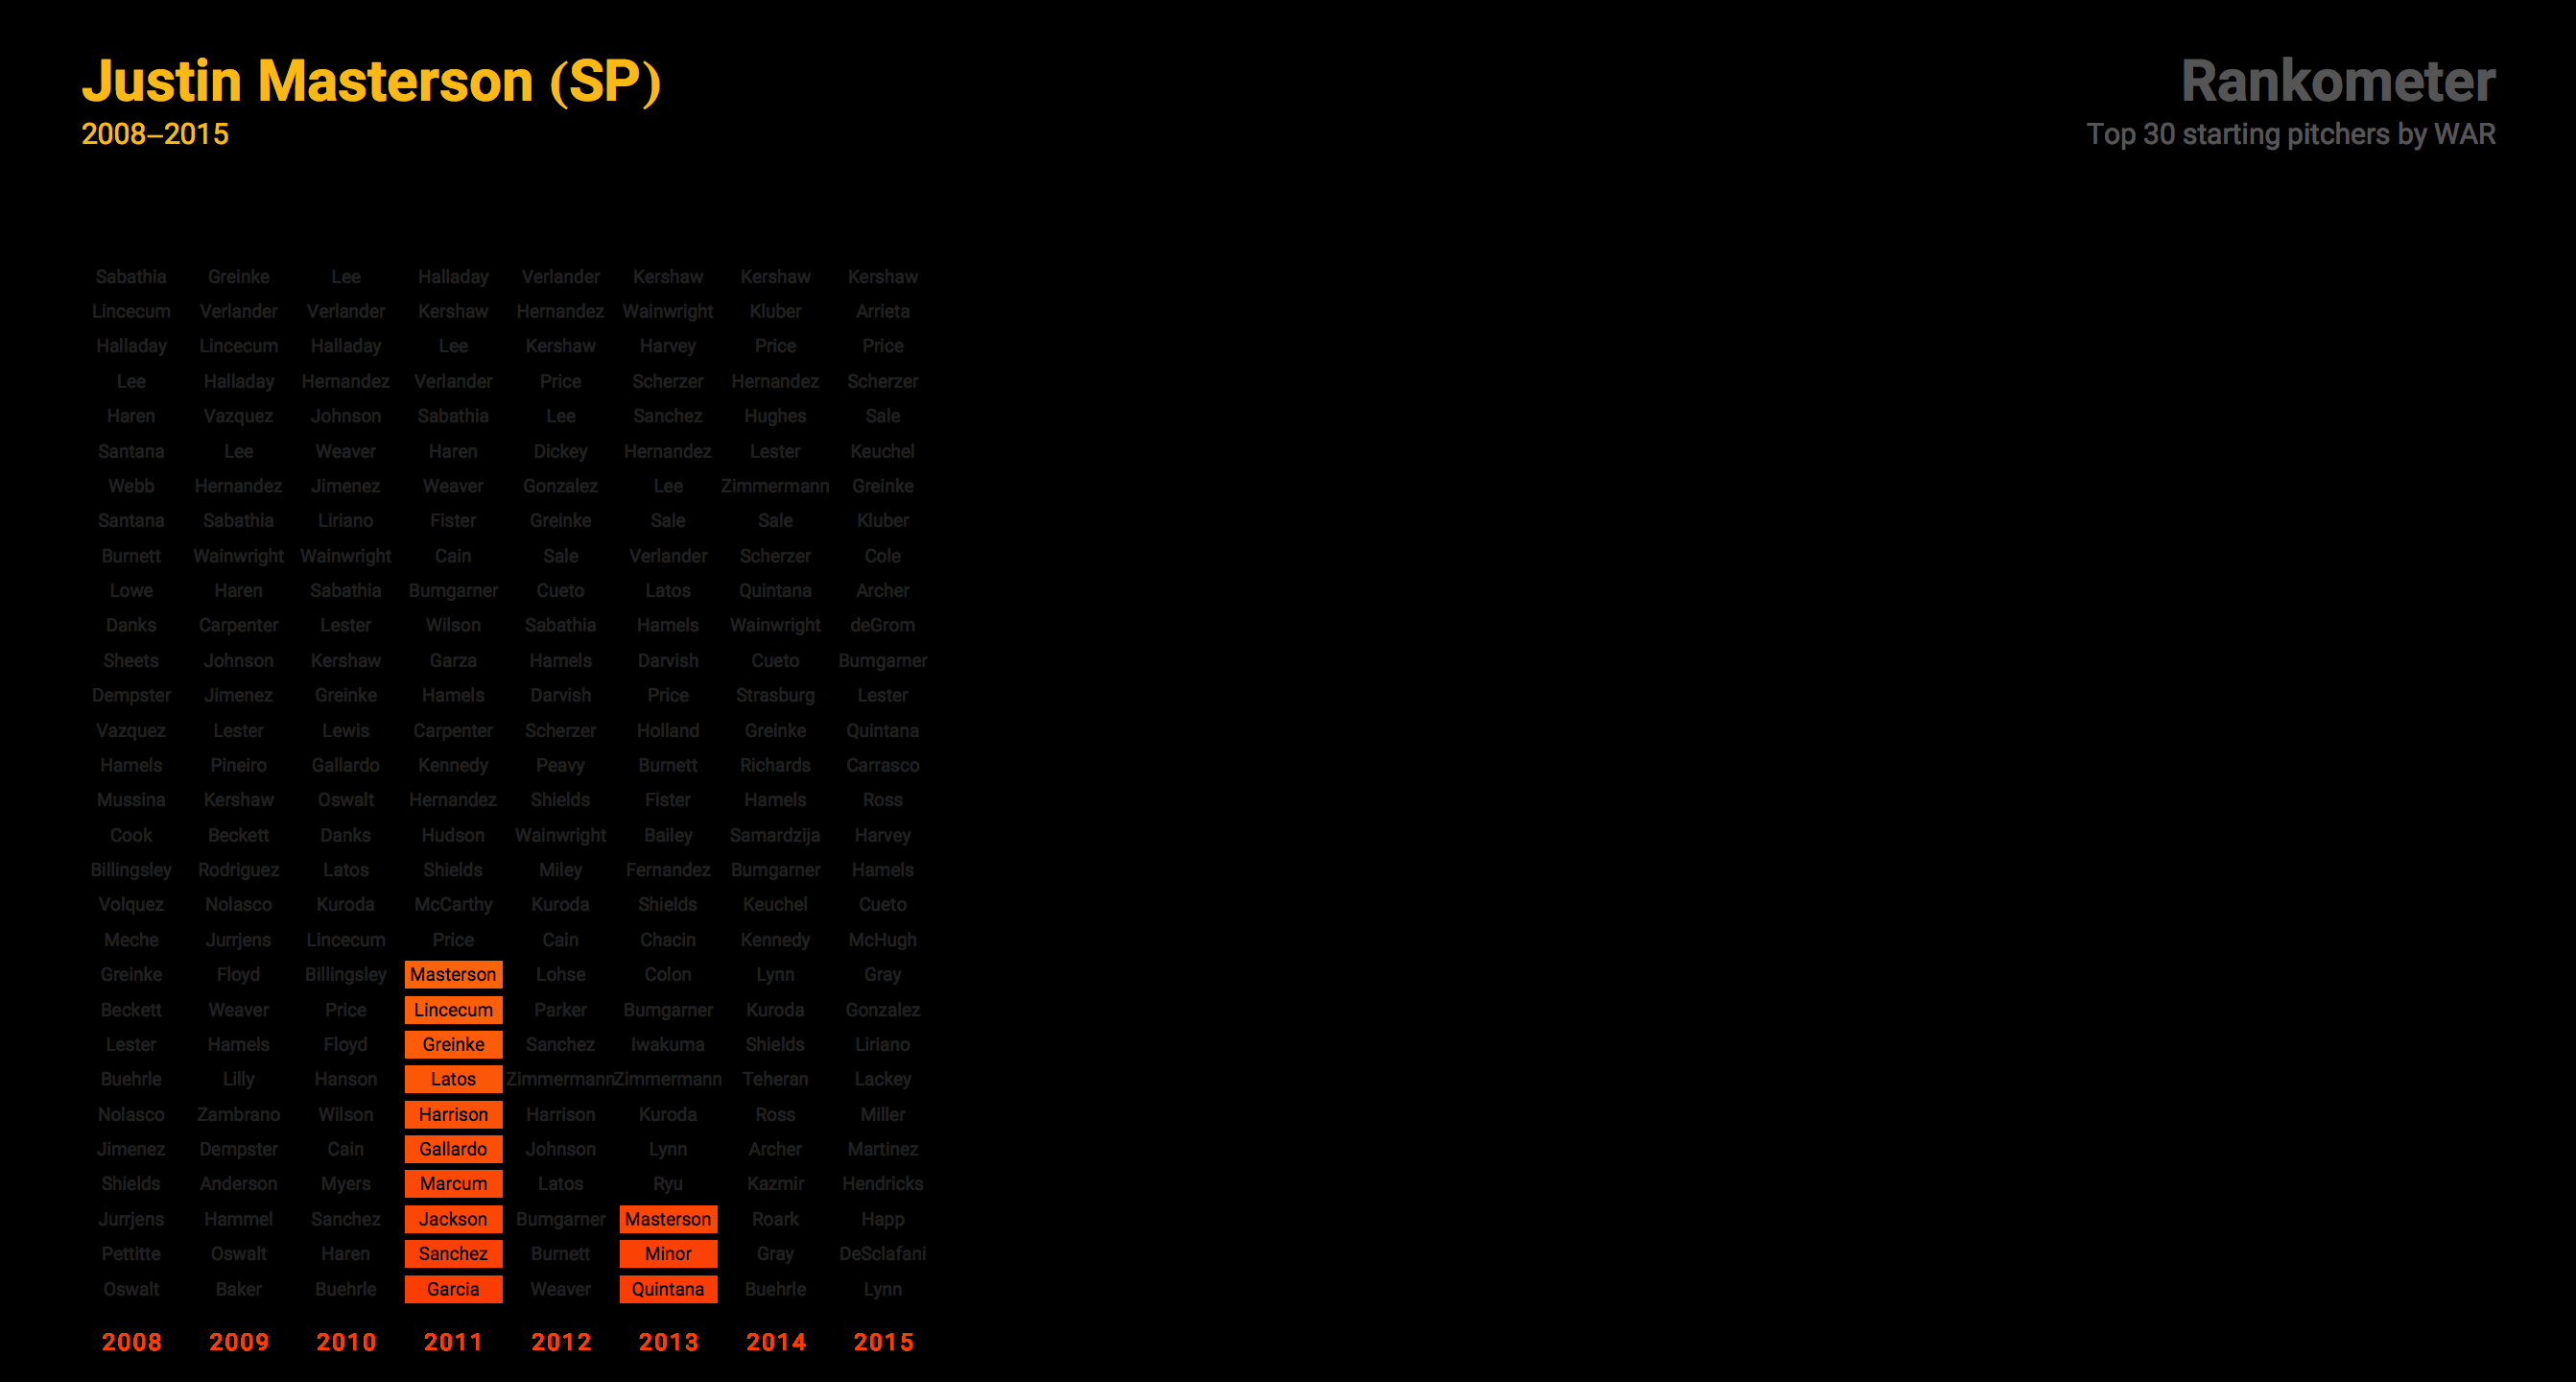 Justin Masterson (SP)
2008–2015
Rankometer
Top 30 starting pitchers by WAR
Sabathia Greinke Lee Halladay Verlander Kershaw Kershaw Kershaw
Lincecum Verlander Verlander Kershaw Hernandez Wainwright Kluber Arrieta
Halladay Lincecum Halladay Lee Kershaw Harvey Price Price
Lee Halladay Hernandez Verlander Price Scherzer Hernandez Scherzer
Haren Vazquez Johnson Sabathia Lee Sanchez Hughes Sale
Santana Lee Weaver Haren Dickey Hernandez Lester Keuchel
Webb Hernandez Jimenez Weaver Gonzalez Lee Zimmermann Greinke
Santana Sabathia Liriano Fister Greinke Sale Sale Kluber
Burnett Wainwright Wainwright Cain Sale Verlander Scherzer Cole
Lowe Haren Sabathia Bumgarner Cueto Latos Quintana Archer
Danks Carpenter Lester Wilson Sabathia Hamels Wainwright deGrom
Sheets Johnson Kershaw Garza Hamels Darvish Cueto Bumgarner
Dempster Jimenez Greinke Hamels Darvish Price Strasburg Lester
Vazquez Lester Lewis Carpenter Scherzer Holland Greinke Quintana
Hamels Pineiro Gallardo Kennedy Peavy Burnett Richards Carrasco
Mussina Kershaw Oswalt Hernandez Shields Fister Hamels Ross
Cook Beckett Danks Hudson Wainwright Bailey Samardzija Harvey
Billingsley Rodriguez Latos Shields Miley Fernandez Bumgarner Hamels
Volquez Nolasco Kuroda McCarthy Kuroda Shields Keuchel Cueto
Meche Jurrjens Lincecum Price Cain Chacin Kennedy McHugh
Greinke Floyd Billingsley Masterson Lohse Colon Lynn Gray
Beckett Weaver Price Lincecum Parker Bumgarner Kuroda Gonzalez
Lester Hamels Floyd Greinke Sanchez Iwakuma Shields Liriano
Buehrle Lilly Hanson Latos Zimmermann Zimmermann Teheran Lackey
Nolasco Zambrano Wilson Harrison Harrison Kuroda Ross Miller
Jimenez Dempster Cain Gallardo Johnson Lynn Archer Martinez
Shields Anderson Myers Marcum Latos Ryu Kazmir Hendricks
Jurrjens Hammel Sanchez Jackson Bumgarner Masterson Roark Happ
Pettitte Oswalt Haren Sanchez Burnett Minor Gray DeSclafani
Oswalt Baker Buehrle Garcia Weaver Quintana Buehrle Lynn
2008 2009 2010 2011 2012 2013 2014 2015